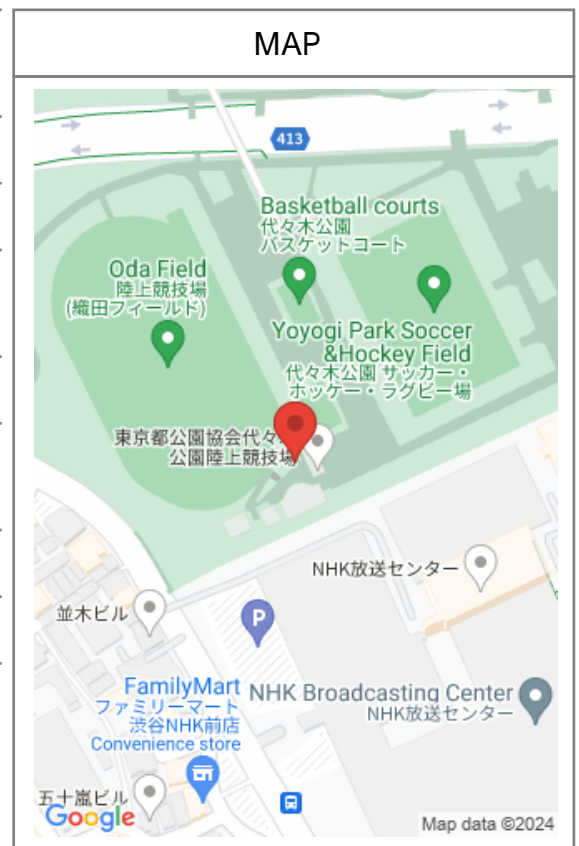 MAP
413
Basketball courts
代々木公園
バスケットコート
Oda Field
陸上競技場
(織田フィールド)
Yoyogi Park Soccer
&Hockey Field
代々木公園 サッカー・
ホッケー・ラグビー場
東京都公園協会代々
公園陸上競技場
NHK放送センター
並木ビル
P
FamilyMart
ファミリーマート
渋谷NHK前店
Convenience store
NHK Broadcasting Center
NHK放送センター
五十嵐ビル
Google
Map data ©2024